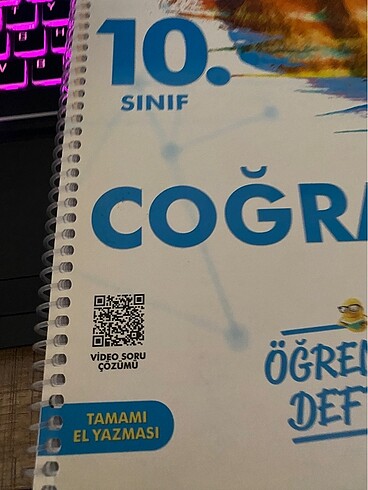 10.
SINIF
COĞRA
VİDEO SORU
ÇÖZÜMÜ
ÖĞREN
DEF
TAMAMI
EL YAZMASI